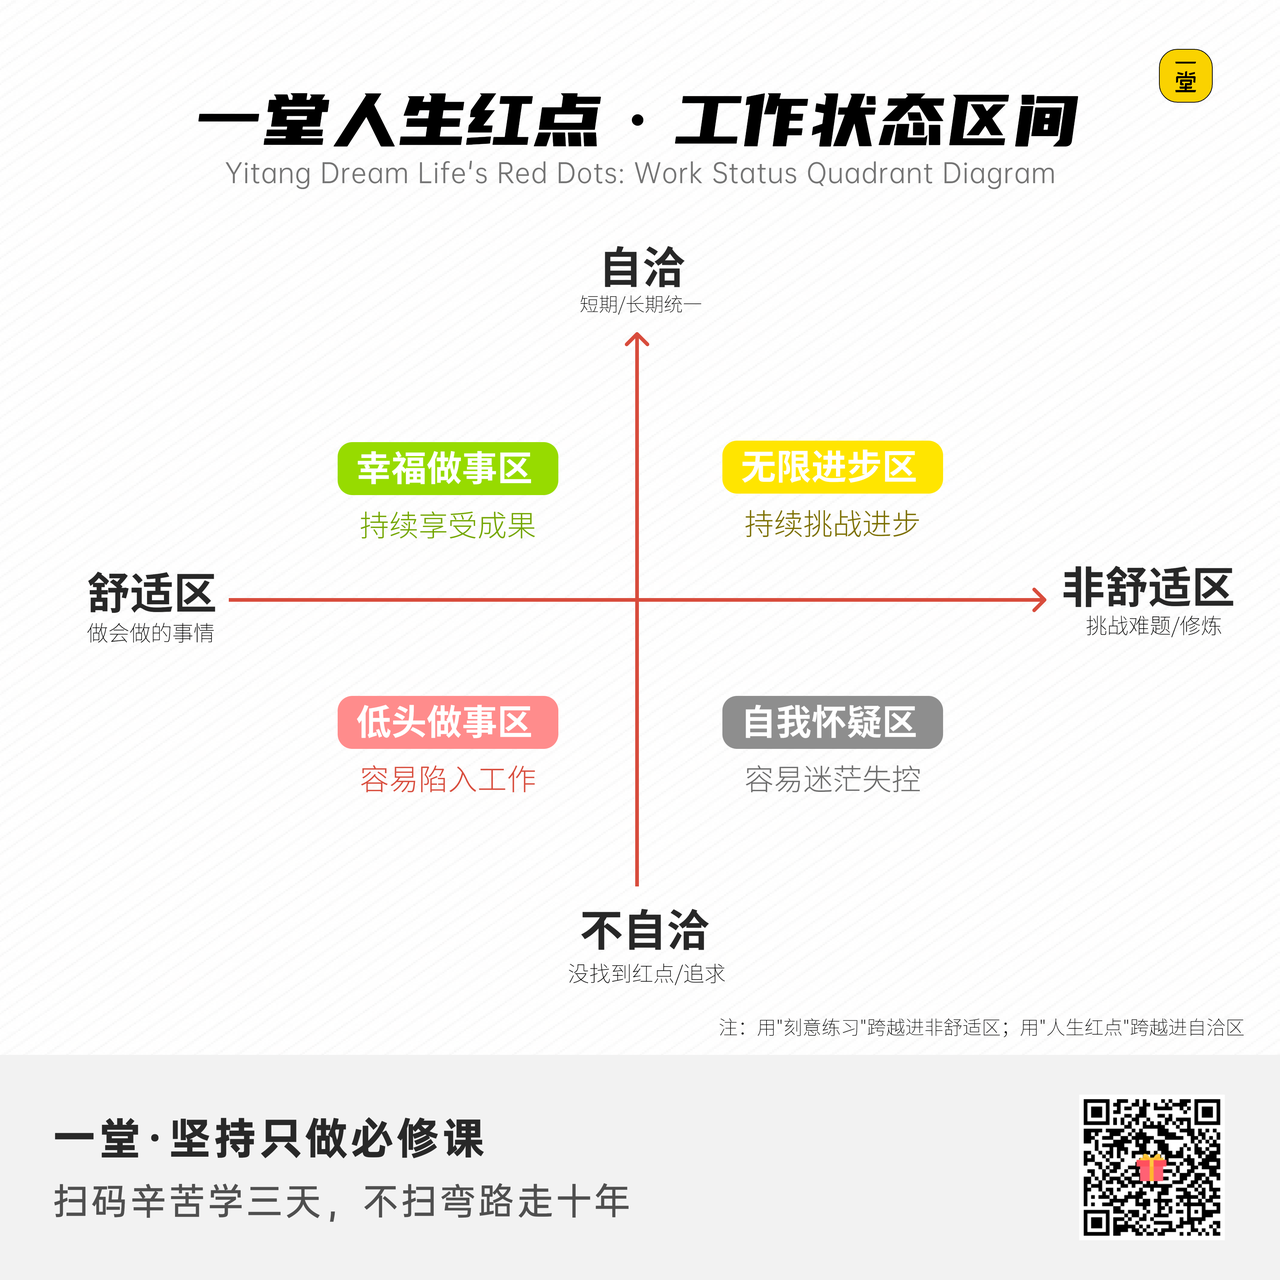 一堂
一堂人生红点 · 工作状态区间
Yitang Dream Life's Red Dots: Work Status Quadrant Diagram
自洽
短期/长期统一
幸福做事区
持续享受成果
无限进步区
持续挑战进步
舒适区
做会做的事情
非舒适区
挑战难题/修炼
低头做事区
容易陷入工作
自我怀疑区
容易迷茫失控
不自洽
没找到红点/追求
注：用"刻意练习"跨越进非舒适区；用"人生红点"跨越进自洽区
一堂·坚持只做必修课
扫码辛苦学三天，不扫弯路走十年